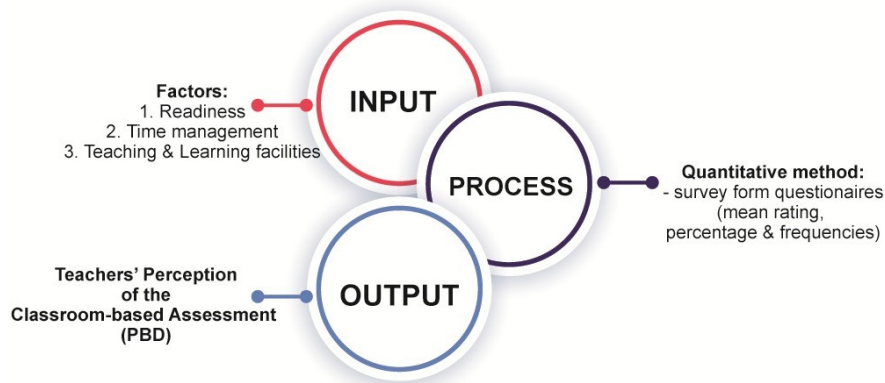 INPUT
Factors:
1. Readiness
2. Time management
3. Teaching & Learning facilities
PROCESS
Quantitative method:
- survey form questionaires
(mean rating,
percentage & frequencies)
OUTPUT
Teachers' Perception
of the
Classroom-based Assessment
(PBD)